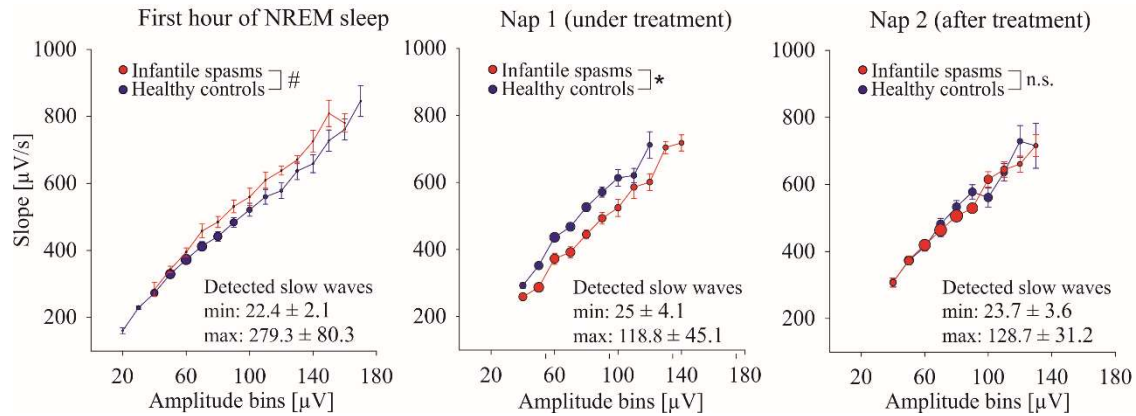 First hour of NREM sleep
Nap 1 (under treatment)
Nap 2 (after treatment)
Slope [µV/s]
1000
800
600
400
200
Infantile spasms
Healthy controls
#
Detected slow waves
min: 22.4 ± 2.1
max: 279.3 ± 80.3
20 60 100 140 180
Amplitude bins [µV]
1000
800
600
400
200
Infantile spasms
Healthy controls
*
Detected slow waves
min: 25 ± 4.1
max: 118.8 ± 45.1
20 60 100 140 180
Amplitude bins [µV]
1000
800
600
400
200
Infantile spasms
Healthy controls
n.s.
Detected slow waves
min: 23.7 ± 3.6
max: 128.7 ± 31.2
20 60 100 140 180
Amplitude bins [µV]